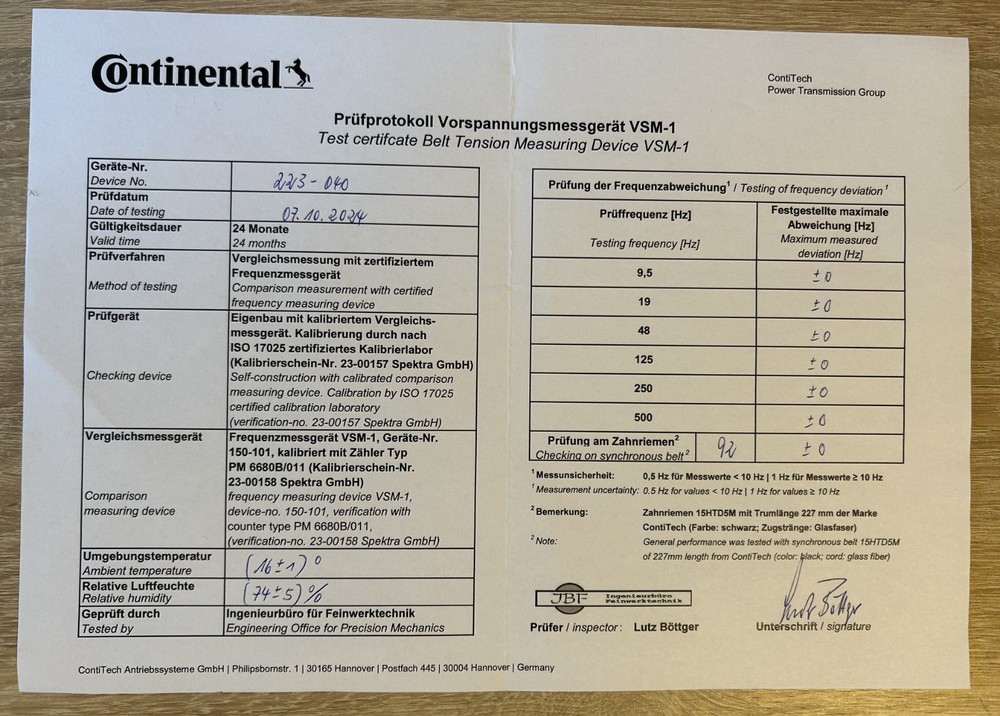 Continental
ContiTech
Power Transmission Group
Prüfprotokoll Vorspannungsmessgerät VSM-1
Test certifcate Belt Tension Measuring Device VSM-1
Geräte-Nr.
Device No.
223-040
Prüfdatum
Date of testing
07.10.2024
Gültigkeitsdauer
Valid time
24 Monate
24 months
Prüfverfahren
Method of testing
Vergleichsmessung mit zertifiziertem
Frequenzmessgerät
Comparison measurement with certified
frequency measuring device
Prüfgerät
Checking device
Eigenbau mit kalibriertem Vergleichs-
messgerät. Kalibrierung durch nach
ISO 17025 zertifiziertes Kalibrierlabor
(Kalibrierschein-Nr. 23-00157 Spektra GmbH)
Self-construction with calibrated comparison
measuring device. Calibration by ISO 17025
certified calibration laboratory
(verification-no. 23-00157 Spektra GmbH)
Vergleichsmessgerät
Comparison
measuring device
Frequenzmessgerät VSM-1, Geräte-Nr.
150-101, kalibriert mit Zähler Typ
PM 6680B/011 (Kalibrierschein-Nr.
23-00158 Spektra GmbH)
frequency measuring device VSM-1,
device-no. 150-101, verification with
counter type PM 6680B/011,
(verification-no. 23-00158 Spektra GmbH)
Umgebungstemperatur
Ambient temperature
(16±1)°
Relative Luftfeuchte
Relative humidity
(74±5)%
Geprüft durch
Tested by
Ingenieurbüro für Feinwerktechnik
Engineering Office for Precision Mechanics
Prüfung der Frequenzabweichung¹ / Testing of frequency deviation¹
Prüffrequenz [Hz]
Testing frequency [Hz]
Festgestellte maximale
Abweichung [Hz]
Maximum measured
deviation [Hz]
9,5 ±0
19 ±0
48 ±0
125 ±0
250 ±0
500 ±0
Prüfung am Zahnriemen²
Checking on synchronous belt²
92 ±0
¹ Messunsicherheit: 0,5 Hz für Messwerte < 10 Hz | 1 Hz für Messwerte ≥ 10 Hz
¹ Measurement uncertainty: 0.5 Hz for values < 10 Hz | 1 Hz for values ≥ 10 Hz
² Bemerkung: Zahnriemen 15HTD5M mit Trumlänge 227 mm der Marke
ContiTech (Farbe: schwarz; Zugstränge: Glasfaser)
² Note: General performance was tested with synchronous belt 15HTD5M
of 227mm length from ContiTech (color: black; cord: glass fiber)
JBF Ingenieurbüro
Feinwerktechnik
Lutz Böttger
Prüfer / inspector: Lutz Böttger
Unterschrift / signature
ContiTech Antriebssysteme GmbH | Philipsbornstr. 1 | 30165 Hannover | Postfach 445 | 30004 Hannover | Germany